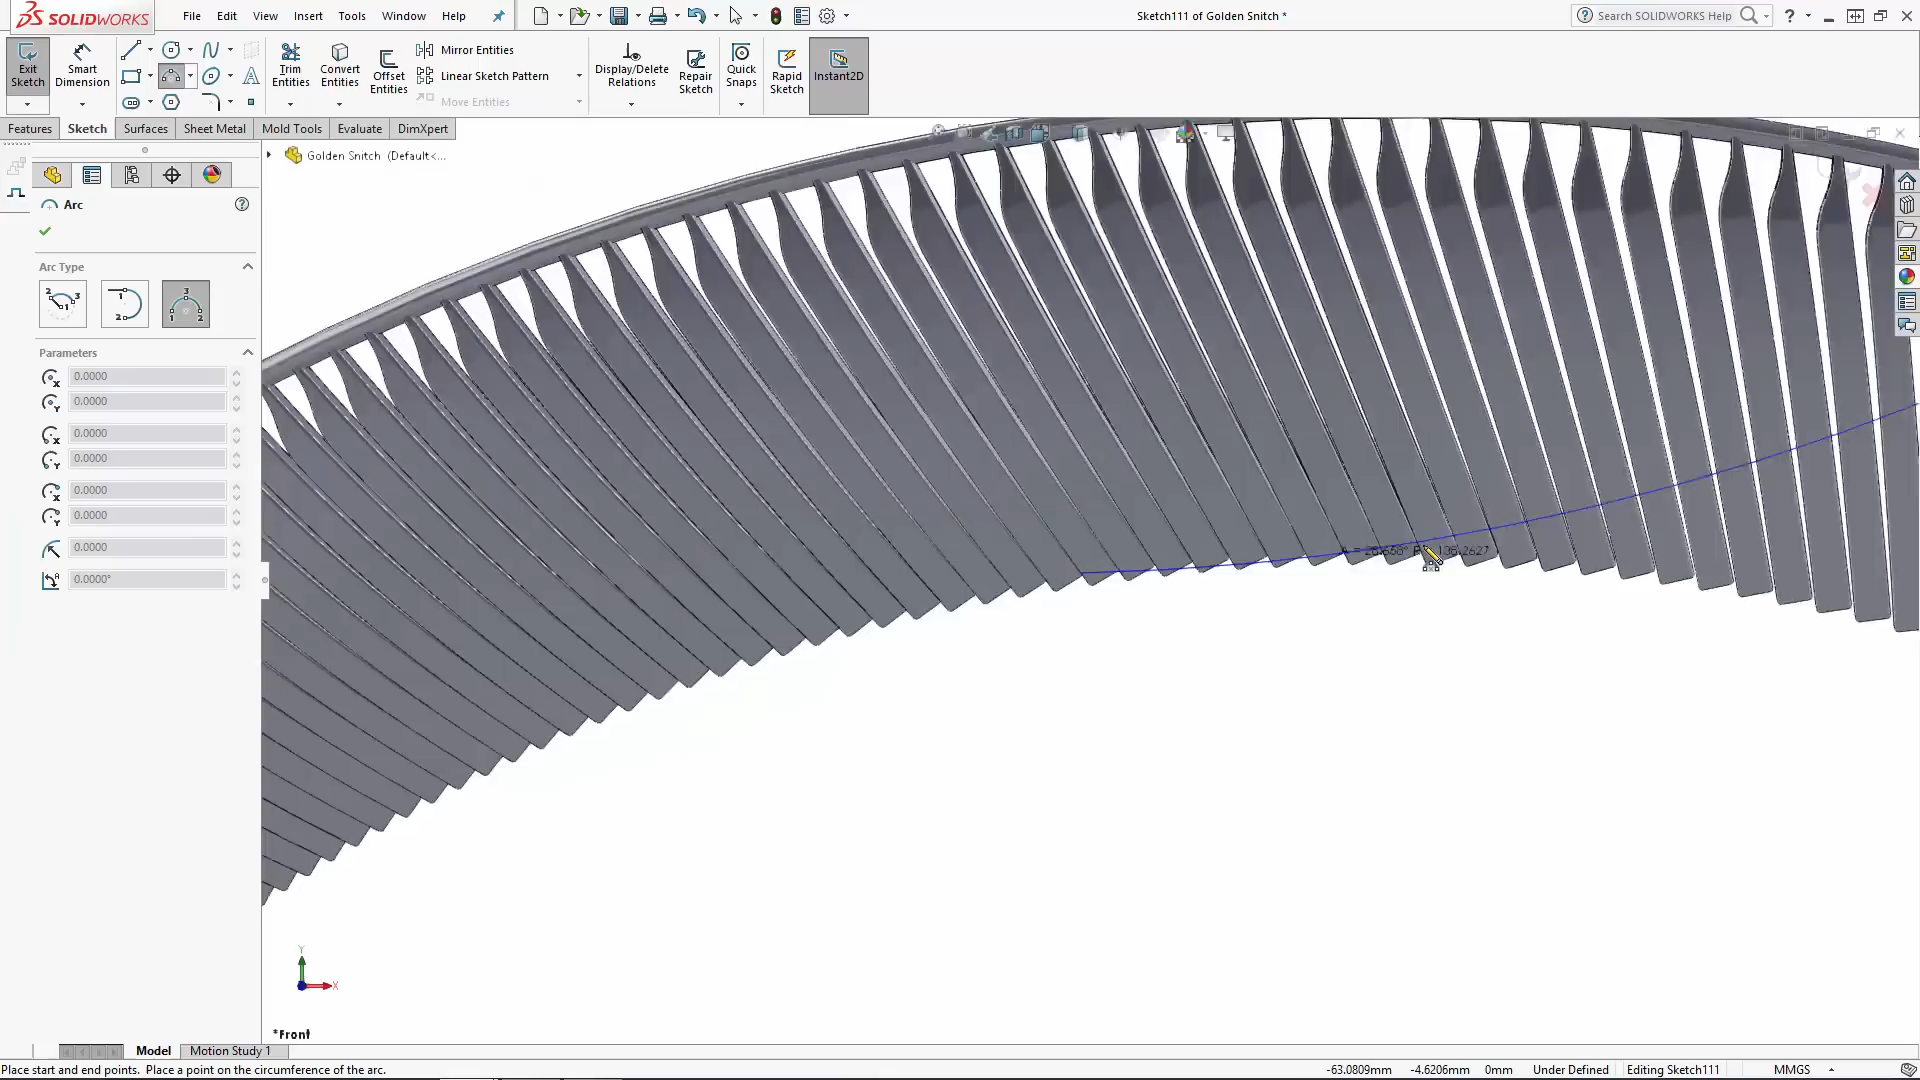 SOLIDWORKS
File Edit View Insert Tools Window Help
Sketch111 of Golden Snitch *
Search SOLIDWORKS Help
?
Exit Sketch
Smart Dimension
Trim Entities
Convert Entities
Offset Entities
Mirror Entities
Linear Sketch Pattern
Move Entities
Display/Delete Relations
Repair Sketch
Quick Snaps
Rapid Sketch
Instant2D
Features Sketch Surfaces Sheet Metal Mold Tools Evaluate DimXpert
Golden Snitch (Default<...
Arc
Arc Type
Parameters
0.0000
0.0000
0.0000
0.0000
0.0000
0.0000
0.0000
0.0000°
Y
X
*Front
Model Motion Study 1
Place start and end points. Place a point on the circumference of the arc.
-63.0809mm -4.6206mm 0mm Under Defined Editing Sketch111 MMGS